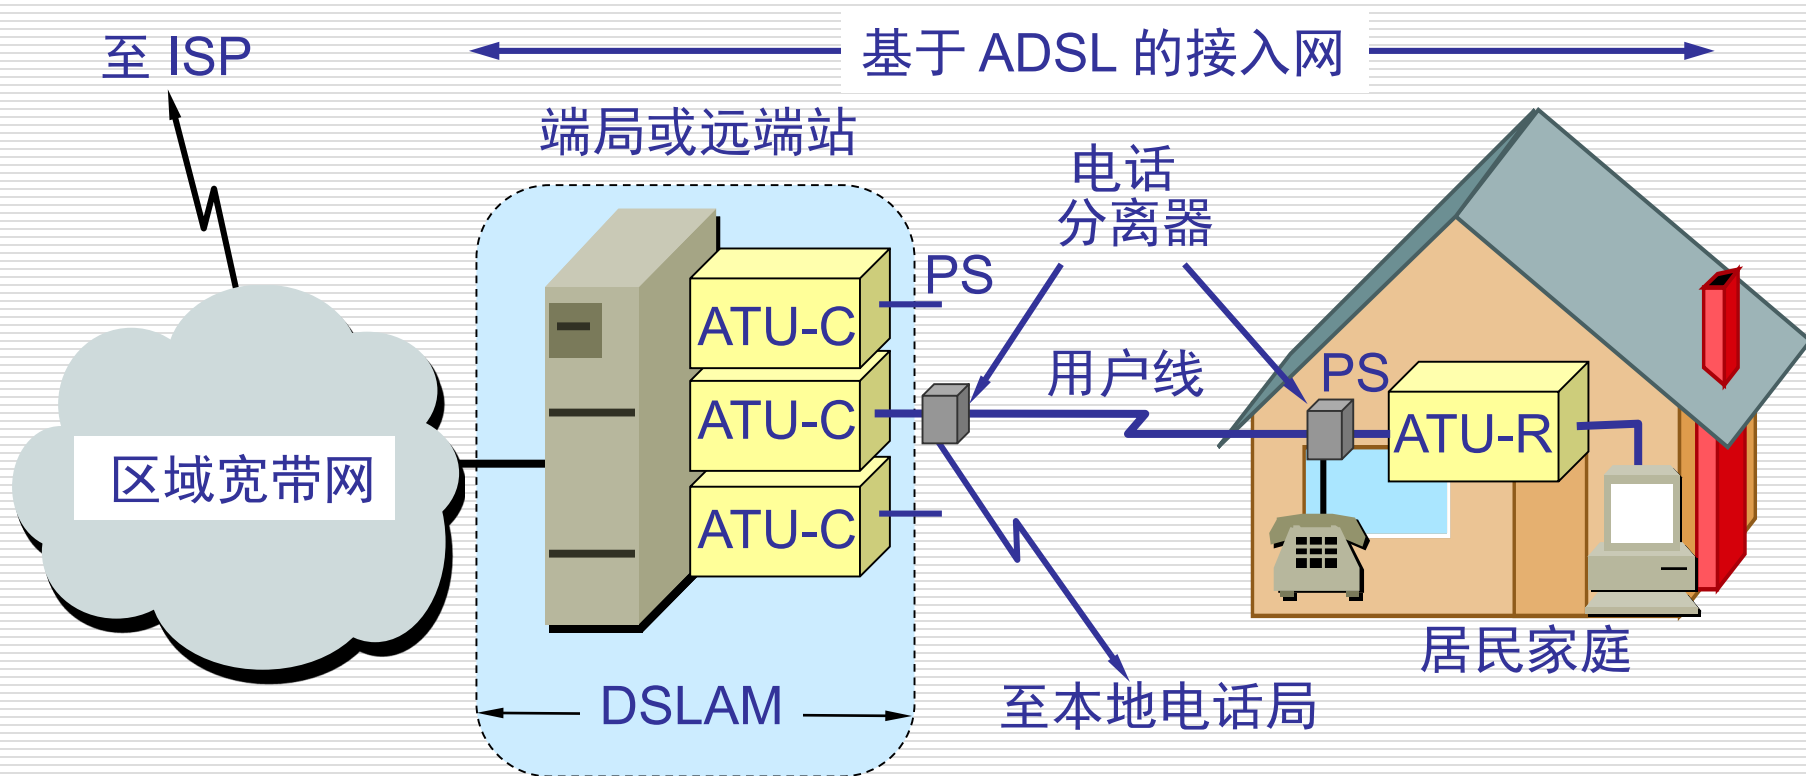 至 ISP
基于 ADSL 的接入网
端局或远端站
电话
分离器
PS
ATU-C
用户线
PS
ATU-C
ATU-R
区域宽带网
ATU-C
居民家庭
DSLAM
至本地电话局